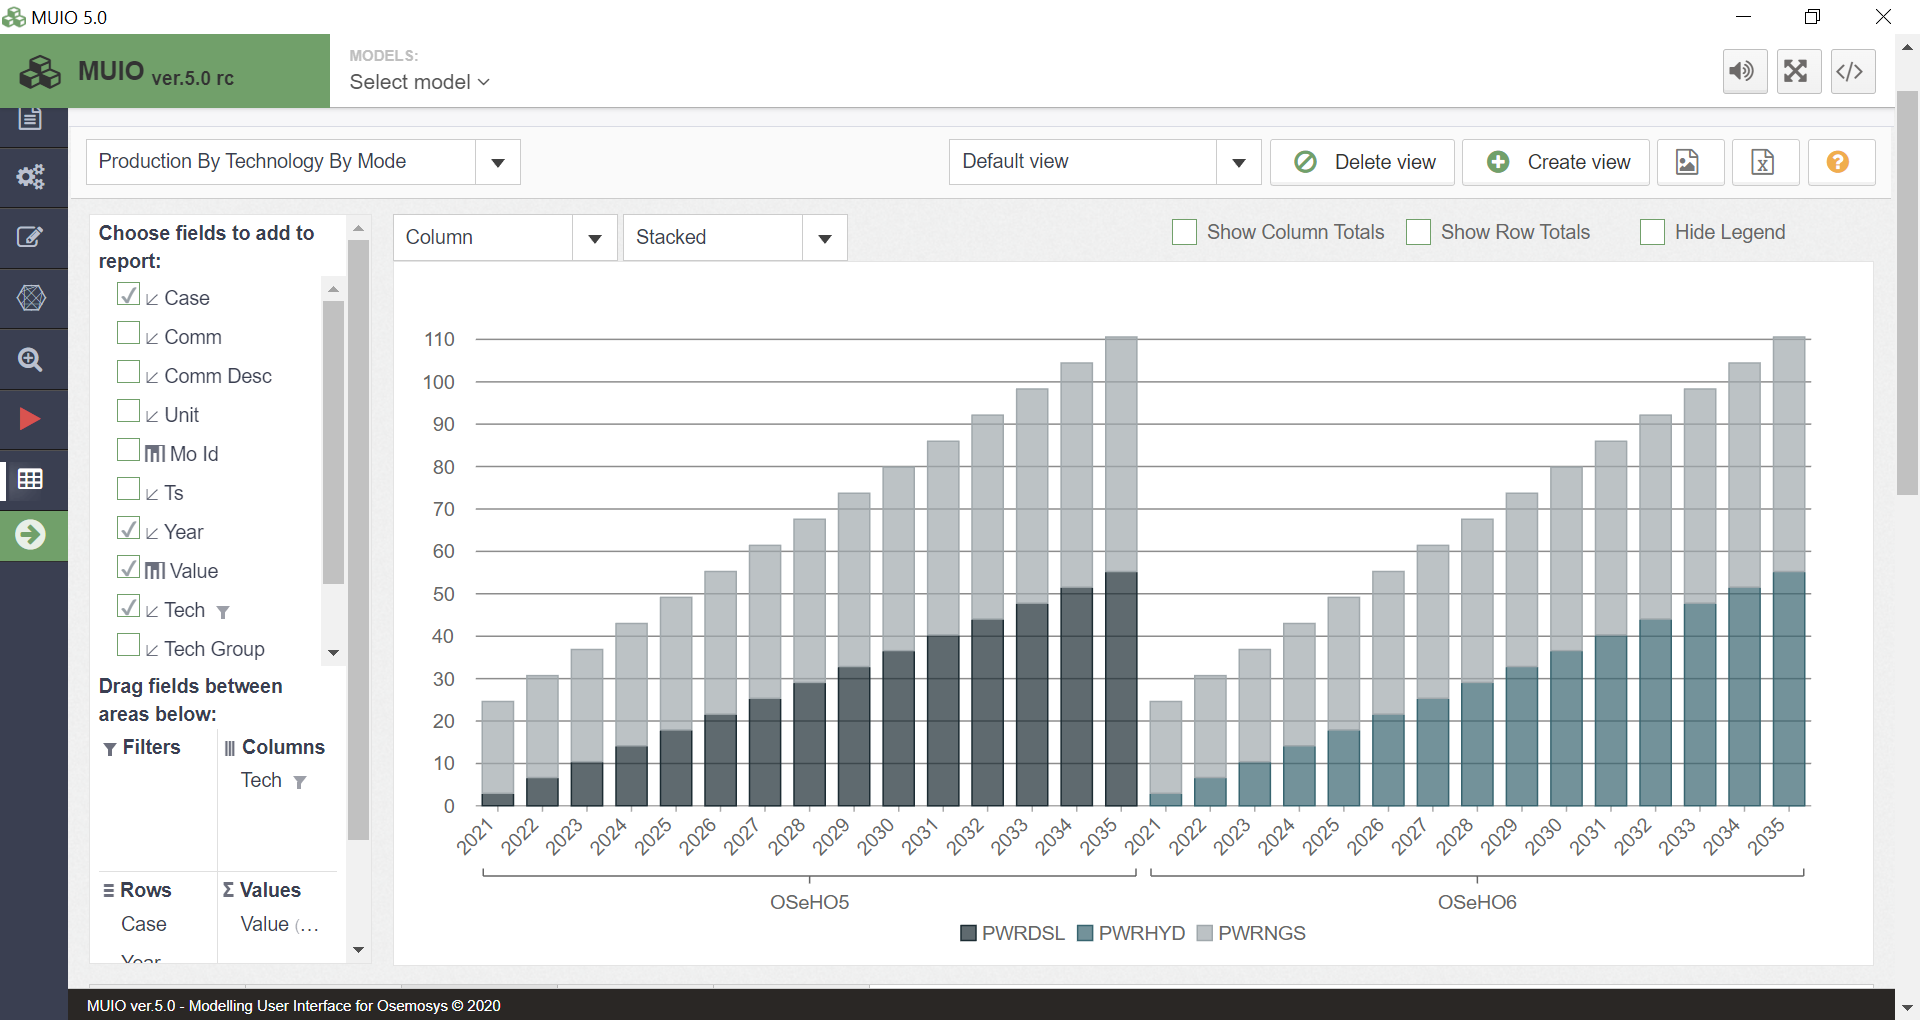 MUIO 5.0
MUIO ver.5.0 rc
MODELS:
Select model
Production By Technology By Mode
Default view
Delete view
Create view
Choose fields to add to
report:
Case
Comm
Comm Desc
Unit
Mo Id
Ts
Year
Value
Tech
Tech Group
Drag fields between
areas below:
Filters
Columns
Tech
Rows
Σ Values
Case
Value (...
Year
Column
Stacked
Show Column Totals
Show Row Totals
Hide Legend
110
100
90
80
70
60
50
40
30
20
10
0
2021 2022 2023 2024 2025 2026 2027 2028 2029 2030 2031 2032 2033 2034 2035 2021 2022 2023 2024 2025 2026 2027 2028 2029 2030 2031 2032 2033 2034 2035
OSeHO5 OSeHO6
PWRDSL PWRHYD PWRNGS
MUIO ver.5.0 - Modelling User Interface for Osemosys © 2020